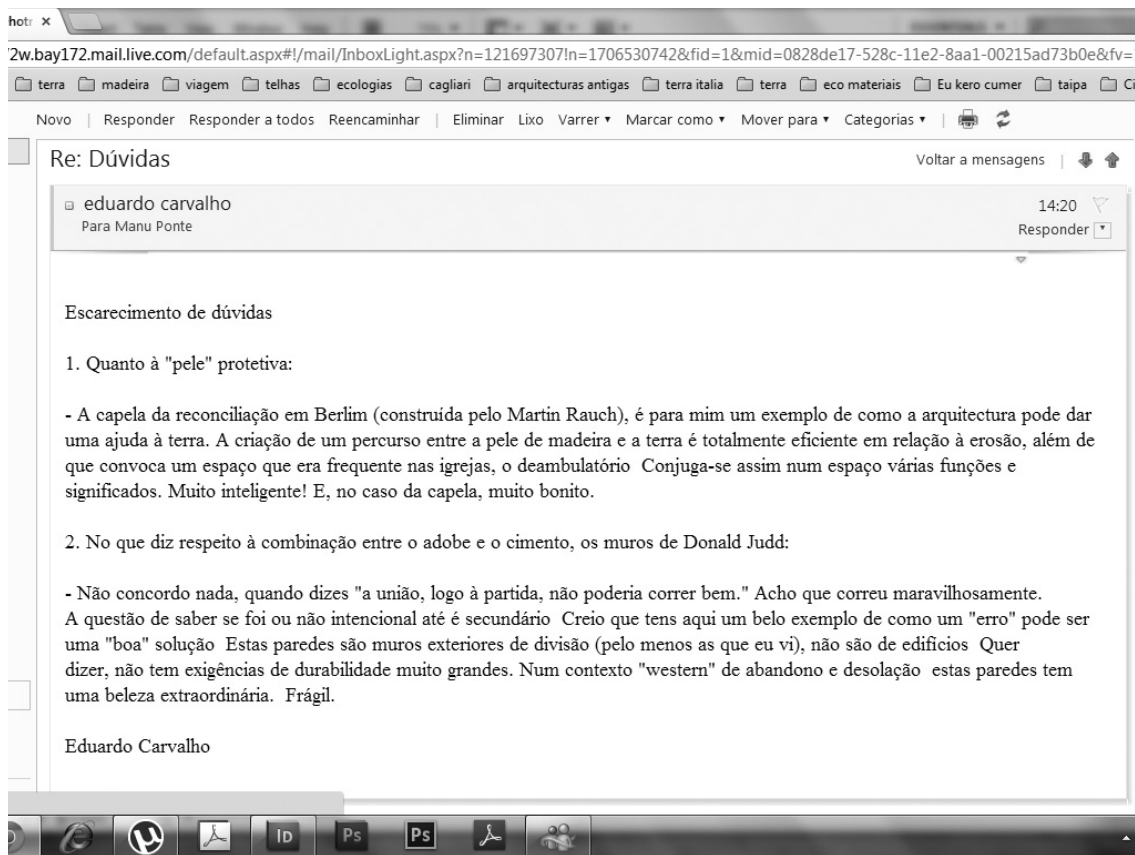 hotr ×
2w.bay172.mail.live.com/default.aspx#!/mail/InboxLight.aspx?n=121697307!n=1706530742&fid=1&mid=0828de17-528c-11e2-8aa1-00215ad73b0e&fv=
terra madeira viagem telhas ecologias cagliari arquitecturas antigas terra italia terra eco materiais Eu kero cumer taipa Ci
Novo | Responder Responder a todos Reencaminhar | Eliminar Lixo Varrer Marcar como Mover para Categorias |
Re: Dúvidas Voltar a mensagens |
eduardo carvalho 14:20
Para Manu Ponte Responder
Escarecimento de dúvidas
1. Quanto à "pele" protetiva:
- A capela da reconciliação em Berlim (construída pelo Martin Rauch), é para mim um exemplo de como a arquitectura pode dar
uma ajuda à terra. A criação de um percurso entre a pele de madeira e a terra é totalmente eficiente em relação à erosão, além de
que convoca um espaço que era frequente nas igrejas, o deambulatório Conjuga-se assim num espaço várias funções e
significados. Muito inteligente! E, no caso da capela, muito bonito.
2. No que diz respeito à combinação entre o adobe e o cimento, os muros de Donald Judd:
- Não concordo nada, quando dizes "a união, logo à partida, não poderia correr bem." Acho que correu maravilhosamente.
A questão de saber se foi ou não intencional até é secundário Creio que tens aqui um belo exemplo de como um "erro" pode ser
uma "boa" solução Estas paredes são muros exteriores de divisão (pelo menos as que eu vi), não são de edifícios Quer
dizer, não tem exigências de durabilidade muito grandes. Num contexto "western" de abandono e desolação estas paredes tem
uma beleza extraordinária. Frágil.
Eduardo Carvalho
ID Ps Ps